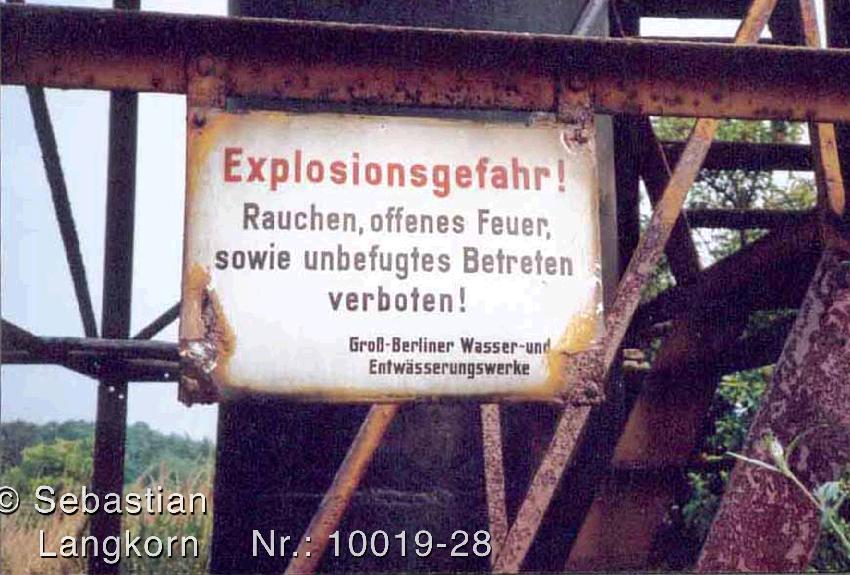 Explosionsgefahr!
Rauchen, offenes Feuer,
sowie unbefugtes Betreten
verboten!
Groß-Berliner Wasser-und
Entwässerungswerke
© Sebastian
Langkorn Nr.: 10019-28